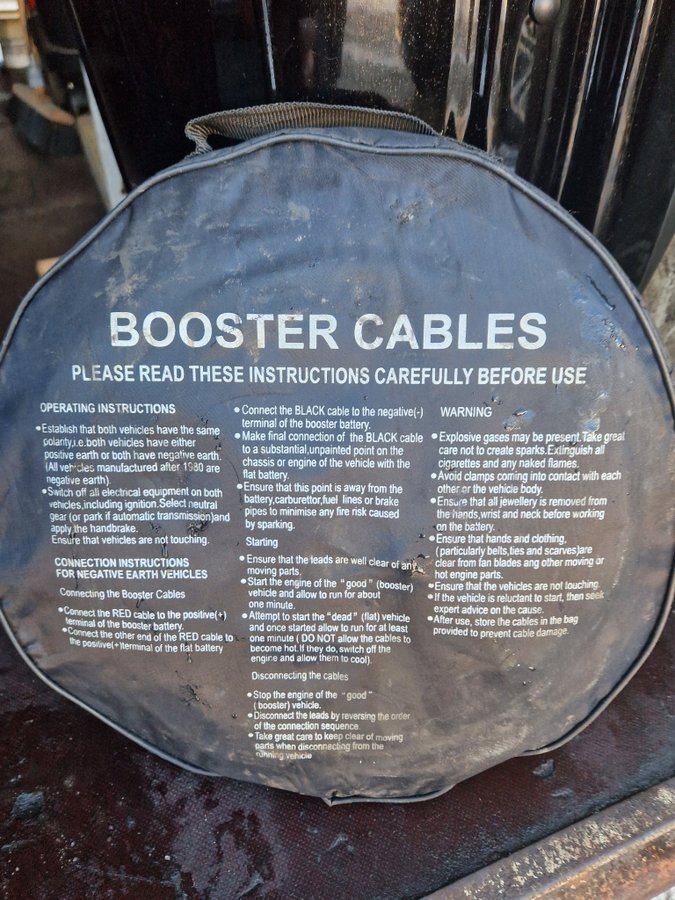 BOOSTER CABLES
PLEASE READ THESE INSTRUCTIONS CAREFULLY BEFORE USE
OPERATING INSTRUCTIONS
•Establish that both vehicles have the same
polarity,i.e.both vehicles have either
positive earth or both have negative earth.
(All vehicles manufactured after 1980 are
negative earth).
•Switch off all electrical equipment on both
vehicles,including ignition.Select neutral
gear (or park if automatic transmission)and
apply the handbrake.
Ensure that vehicles are not touching.
CONNECTION INSTRUCTIONS
FOR NEGATIVE EARTH VEHICLES
Connecting the Booster Cables
•Connect the RED cable to the positive(+)
terminal of the booster battery.
•Connect the other end of the RED cable to
the positive(+)terminal of the flat battery
•Connect the BLACK cable to the negative(-)
terminal of the booster battery.
•Make final connection of the BLACK cable
to a substantial,unpainted point on the
chassis or engine of the vehicle with the
flat battery.
•Ensure that this point is away from the
battery,carburettor,fuel lines or brake
pipes to minimise any fire risk caused
by sparking.
Starting
•Ensure that the leads are well clear of any
moving parts.
•Start the engine of the “good” (booster)
vehicle and allow to run for about
one minute.
•Attempt to start the “dead” (flat) vehicle
and once started allow to run for at least
one minute ( DO NOT allow the cables to
become hot.If they do,switch off the
engine and allow them to cool).
Disconnecting the cables
•Stop the engine of the “good”
( booster) vehicle.
•Disconnect the leads by reversing the order
of the connection sequence.
•Take great care to keep clear of moving
parts when disconnecting from the
running vehicle
WARNING
•Explosive gases may be present.Take great
care not to create sparks.Extinguish all
cigarettes and any naked flames.
•Avoid clamps coming into contact with each
other or the vehicle body.
•Ensure that all jewellery is removed from
the hands,wrist and neck before working
on the battery.
•Ensure that hands and clothing,
(particularly belts,ties and scarves)are
clear from fan blades ang other moving or
hot engine parts.
•Ensure that the vehicles are not touching.
•If the vehicle is reluctant to start, then seek
expert advice on the cause.
•After use, store the cables in the bag
provided to prevent cable damage.